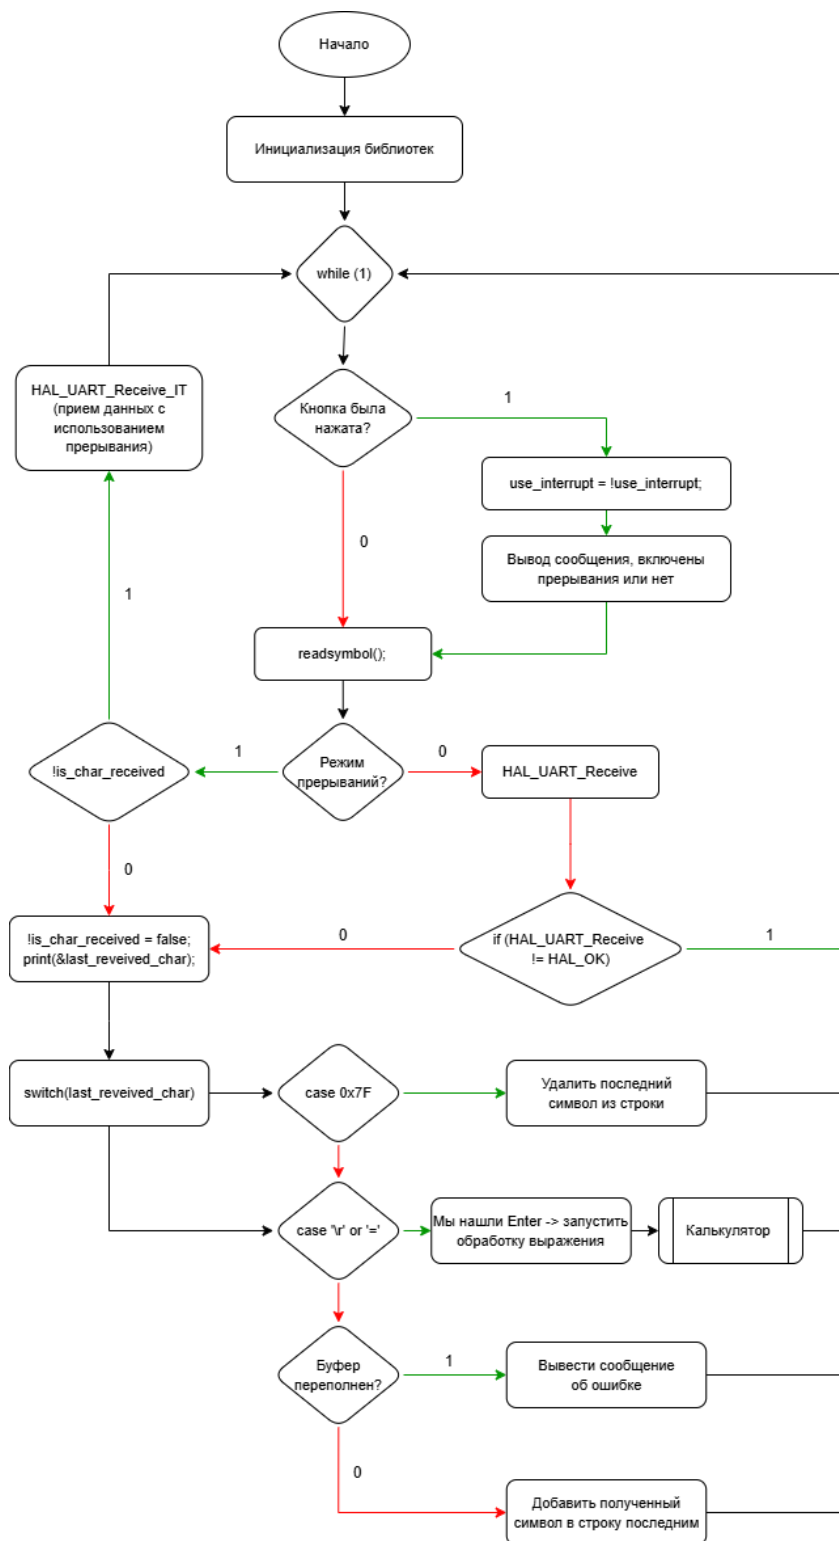 Начало
Инициализация библиотек
while (1)
HAL_UART_Receive_IT
(прием данных с
использованием
прерывания)
Кнопка была
нажата?
1
use_interrupt = !use_interrupt;
0
Вывод сообщения, включены
прерывания или нет
1
readsymbol();
!is_char_received
1
Режим
прерываний?
0
HAL_UART_Receive
0
!is_char_received = false;
print(&last_reveived_char);
0
if (HAL_UART_Receive
!= HAL_OK)
1
switch(last_reveived_char)
case 0x7F
Удалить последний
символ из строки
case '\r' or '='
Мы нашли Enter -> запустить
обработку выражения
Калькулятор
Буфер
переполнен?
1
Вывести сообщение
об ошибке
0
Добавить полученный
символ в строку последним